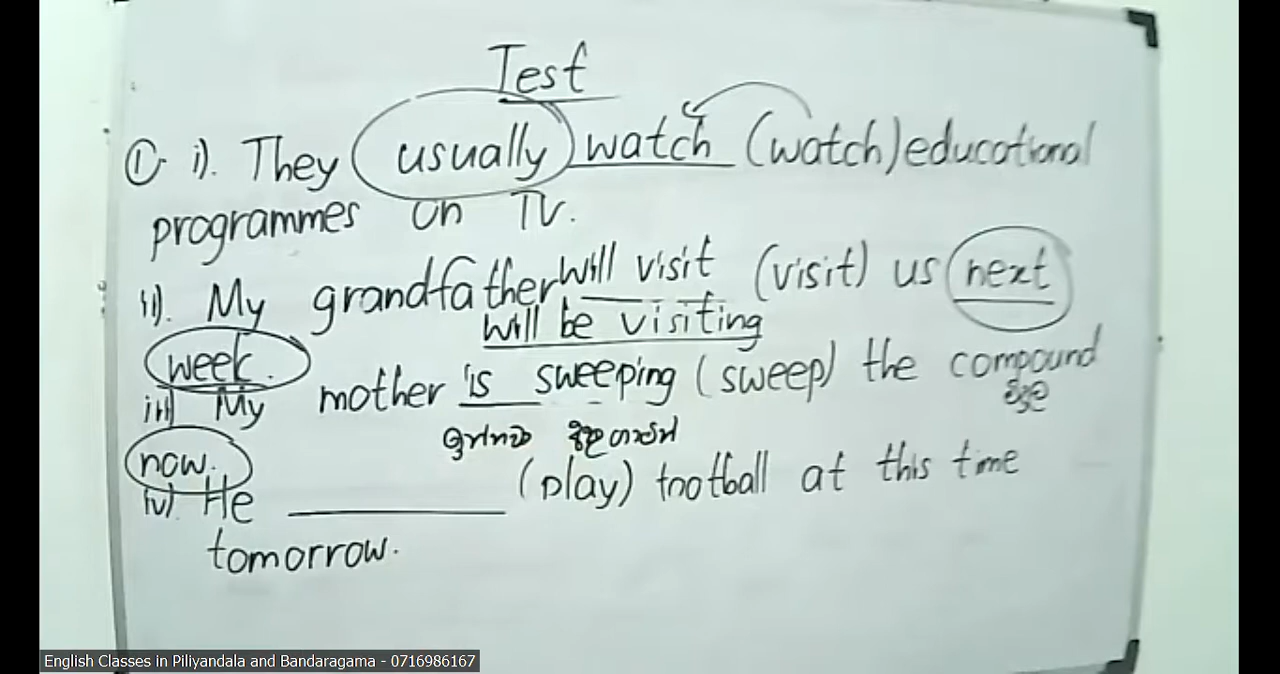 Test
① i). They usually watch (watch) educational
programmes on TV.
ii). My grandfather will visit (visit) us next
will be visiting
week.
iii) My mother is sweeping (sweep) the compound
now.
iv) He __________ (play) football at this time
tomorrow.
English Classes in Piliyandala and Bandaragama - 0716986167